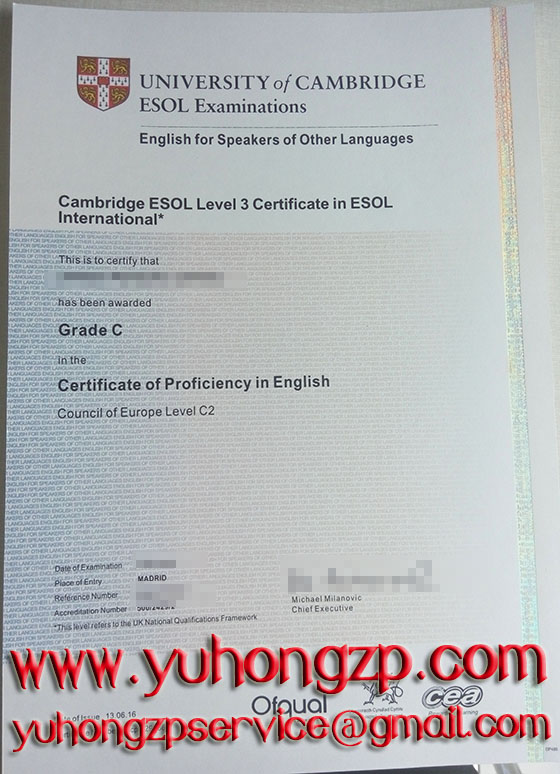 UNIVERSITY of CAMBRIDGE
ESOL Examinations
English for Speakers of Other Languages
Cambridge ESOL Level 3 Certificate in ESOL
International*
This is to certify that
has been awarded
Grade C
in the
Certificate of Proficiency in English
Council of Europe Level C2
Date of Examination
Place of Entry MADRID
Reference Number
Accreditation Number
*This level refers to the UK National Qualifications Framework
Michael Milanovic
Chief Executive
www.yuhongzp.com
of Issue 13.06.16
Ofqual
cea
yuhongzpservice@gmail.com